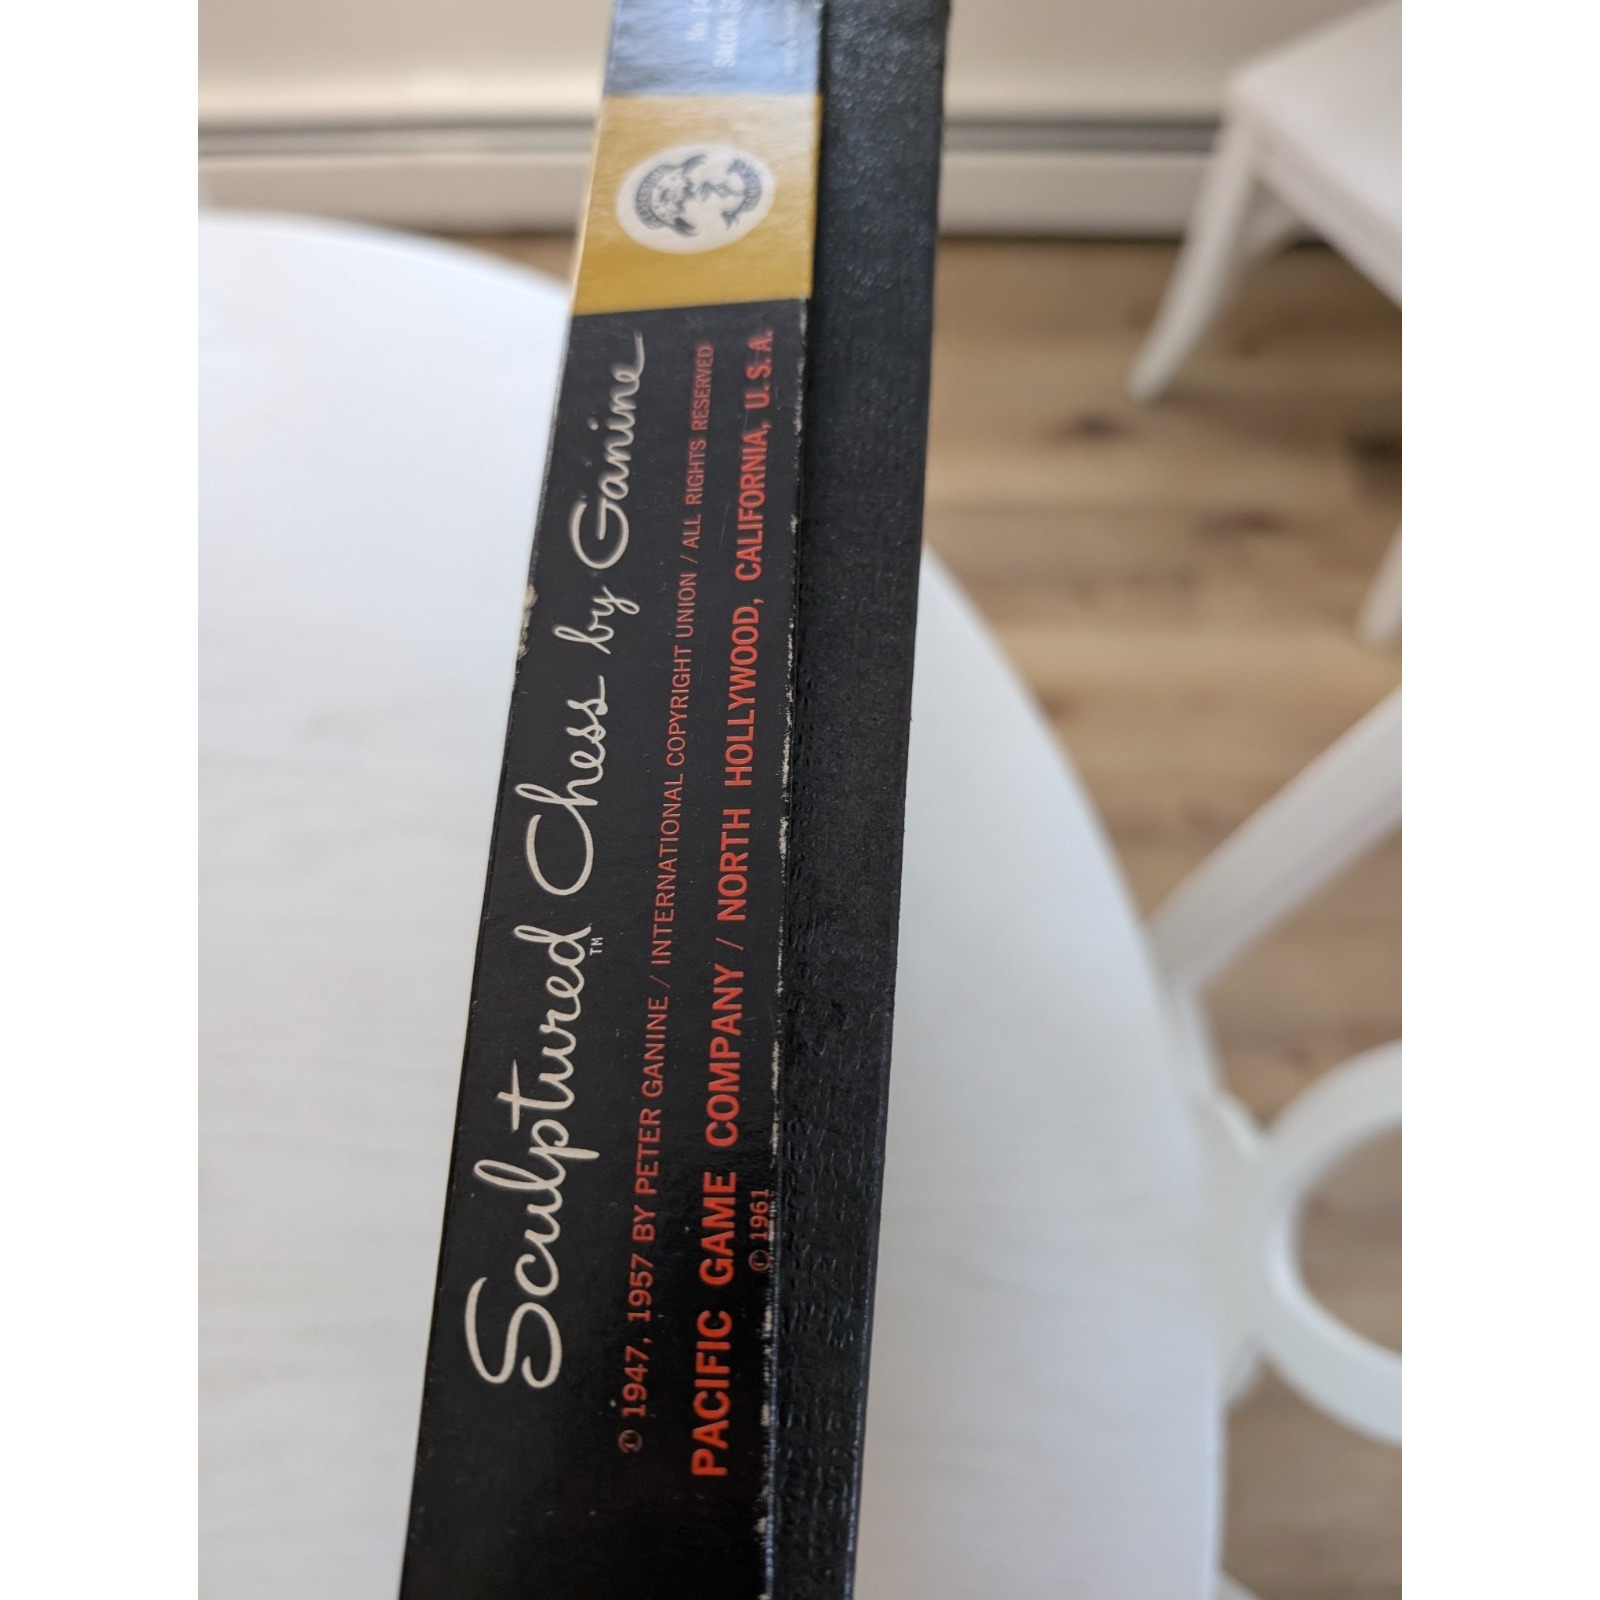 Sculptured™ Chess by Ganine
© 1947, 1957 BY PETER GANINE / INTERNATIONAL COPYRIGHT UNION / ALL RIGHTS RESERVED
PACIFIC GAME COMPANY / NORTH HOLLYWOOD, CALIFORNIA, U.S.A.
© 1961